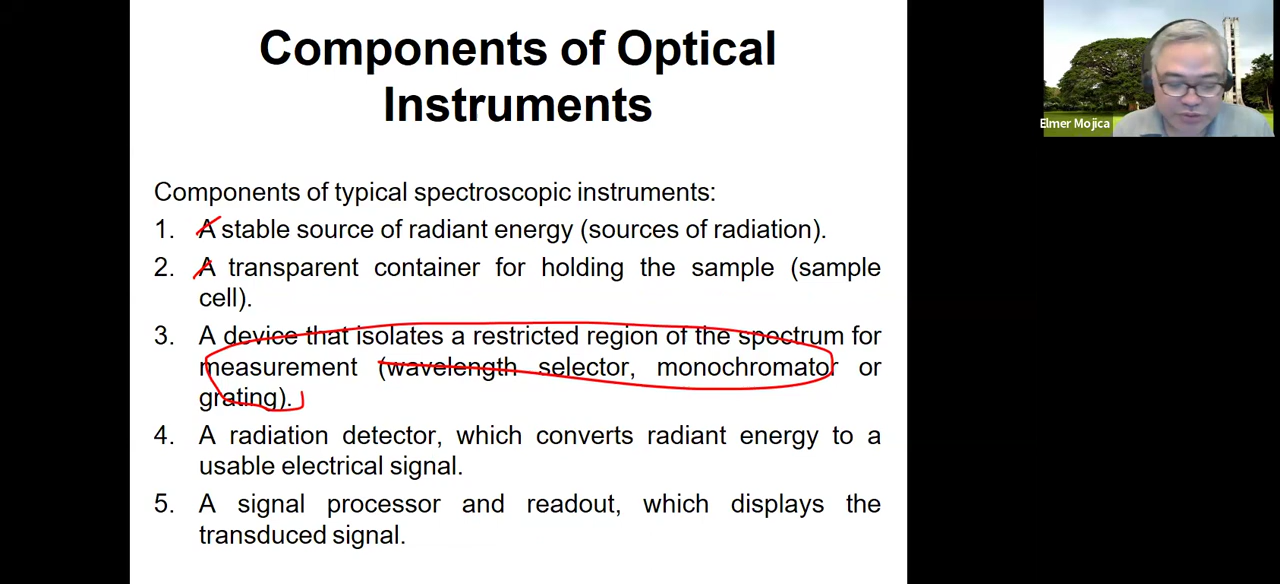 Components of Optical
Instruments
Components of typical spectroscopic instruments:
1. A stable source of radiant energy (sources of radiation).
2. A transparent container for holding the sample (sample
cell).
3. A device that isolates a restricted region of the spectrum for
measurement (wavelength selector, monochromator or
grating).
4. A radiation detector, which converts radiant energy to a
usable electrical signal.
5. A signal processor and readout, which displays the
transduced signal.
Elmer Mojica